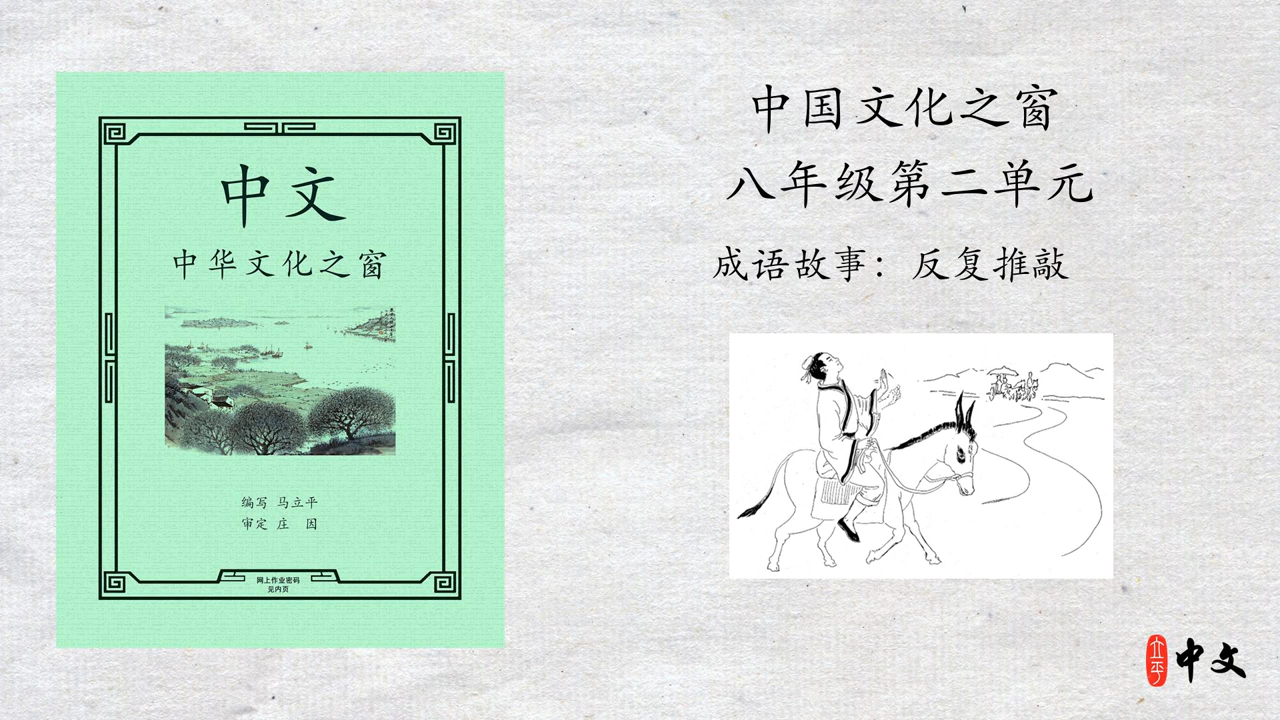 中文
中华文化之窗
编写 马立平
审定 庄 因
网上作业密码
见内页
中国文化之窗
八年级第二单元
成语故事：反复推敲
立平
中文